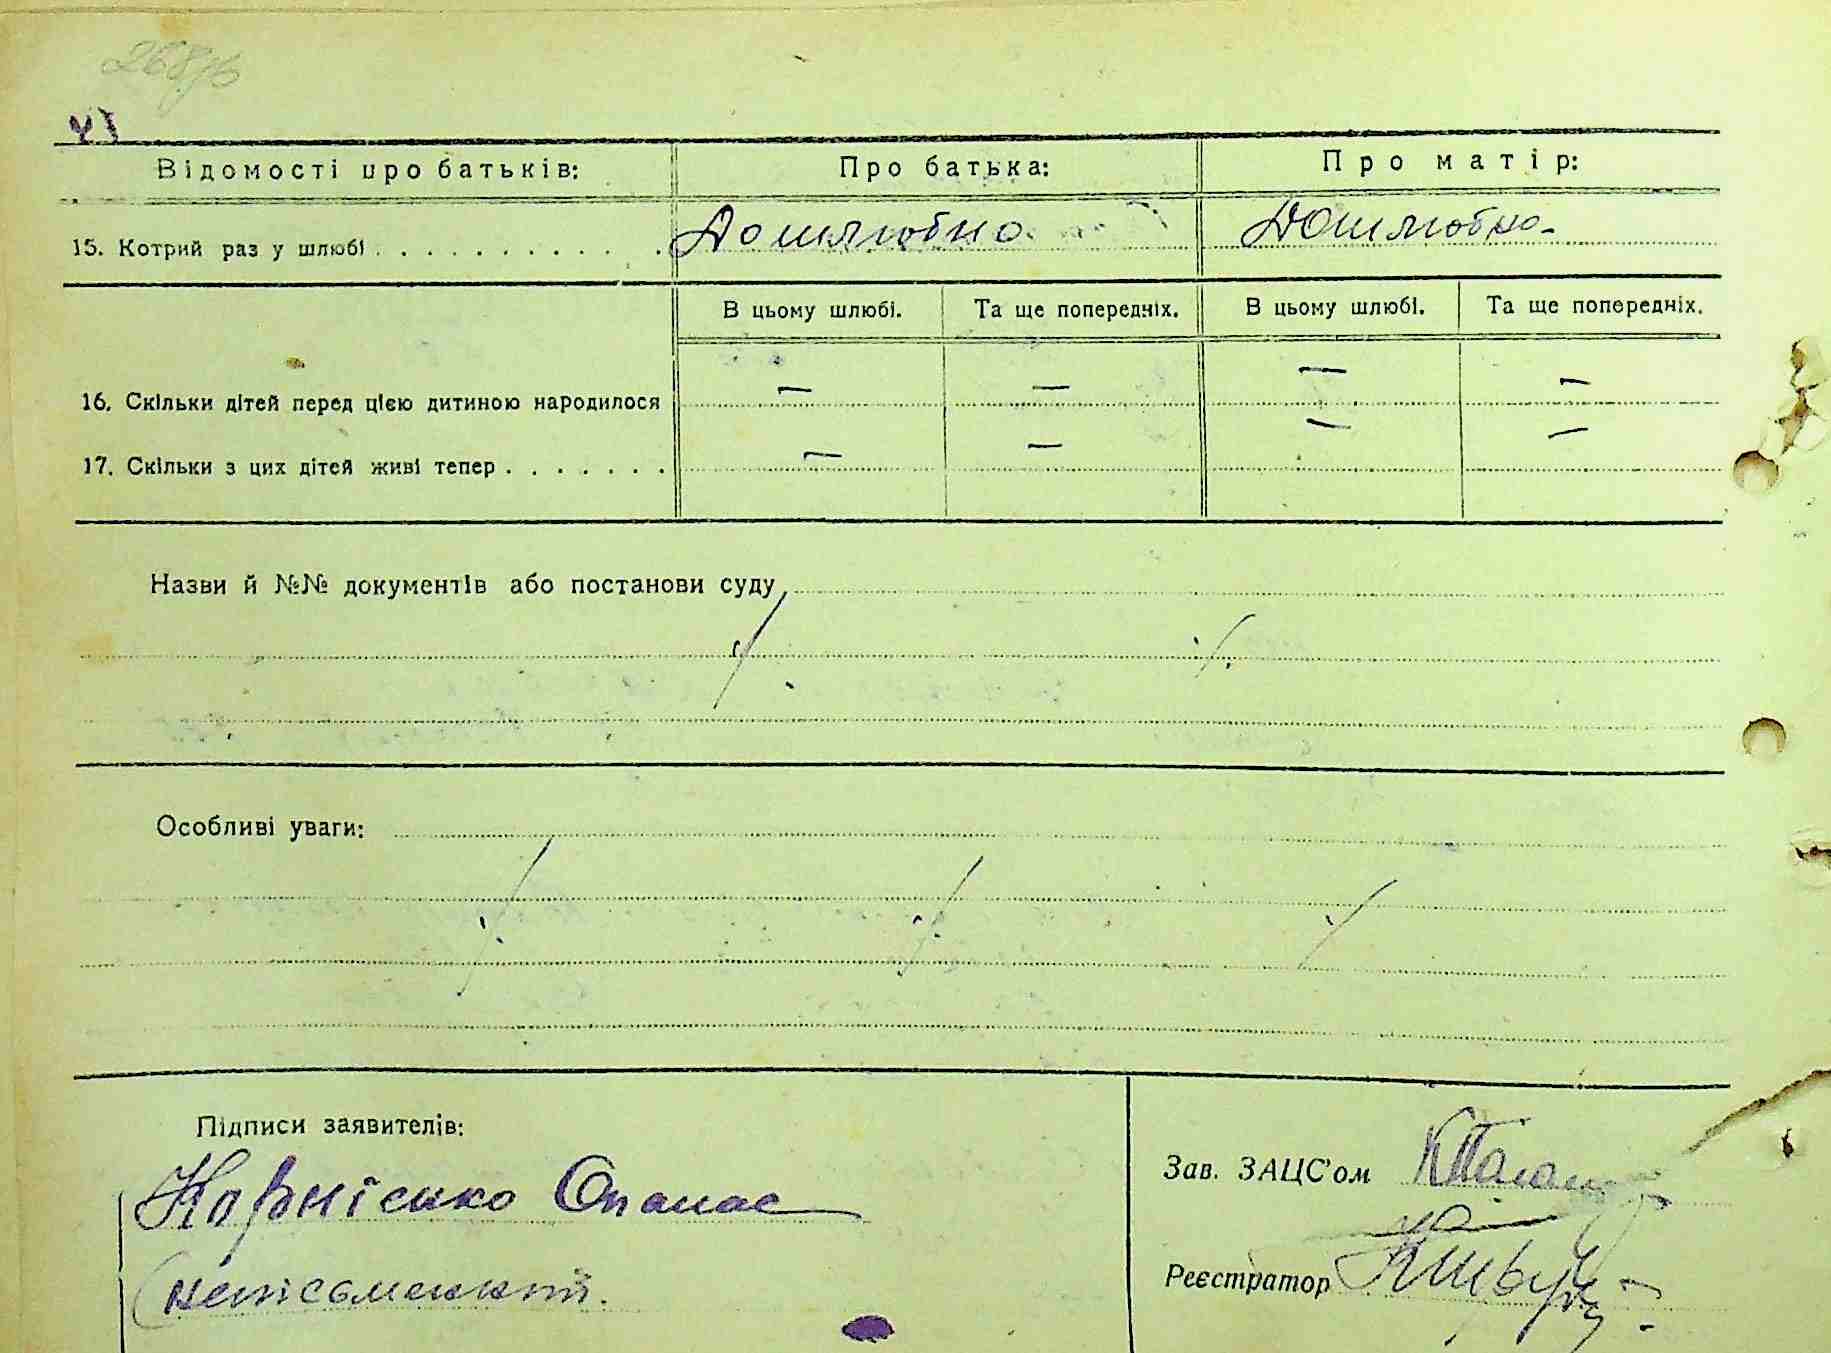 Відомості про батьків: Про батька: Про матір:
15. Котрий раз у шлюбі . . . . . . . . . . . . Дошлюбно. Дошлюбно-
В цьому шлюбі. Та ще попередніх. В цьому шлюбі. Та ще попередніх.
16. Скільки дітей перед цією дитиною народилося — — — —
17. Скільки з цих дітей живі тепер . . . . . . . — — — —
Назви й №№ документів або постанови суду
Особливі уваги:
Підписи заявителів:
Зав. ЗАЦС'ом
Опанас
Реєстратор
(неписьменний.